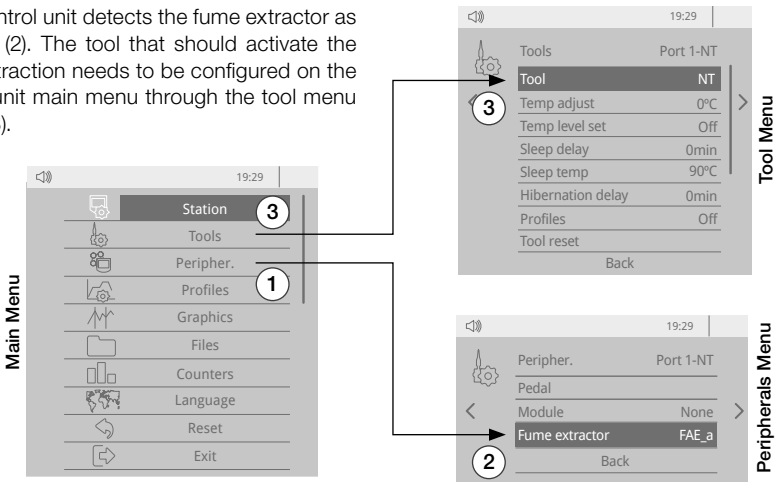 ntrol unit detects the fume extractor as
(2). The tool that should activate the
traction needs to be configured on the
unit main menu through the tool menu
).
Main Menu
19:29
Station
3
Tools
Peripher.
1
Profiles
Graphics
Files
Counters
Language
Reset
Exit
19:29
Tools Port 1-NT
Tool NT
3
Temp adjust 0ºC
Temp level set Off
Sleep delay 0min
Sleep temp 90ºC
Hibernation delay 0min
Profiles Off
Tool reset
Back
Tool Menu
19:29
Peripher. Port 1-NT
Pedal
Module None
Fume extractor FAE_a
2
Back
Peripherals Menu